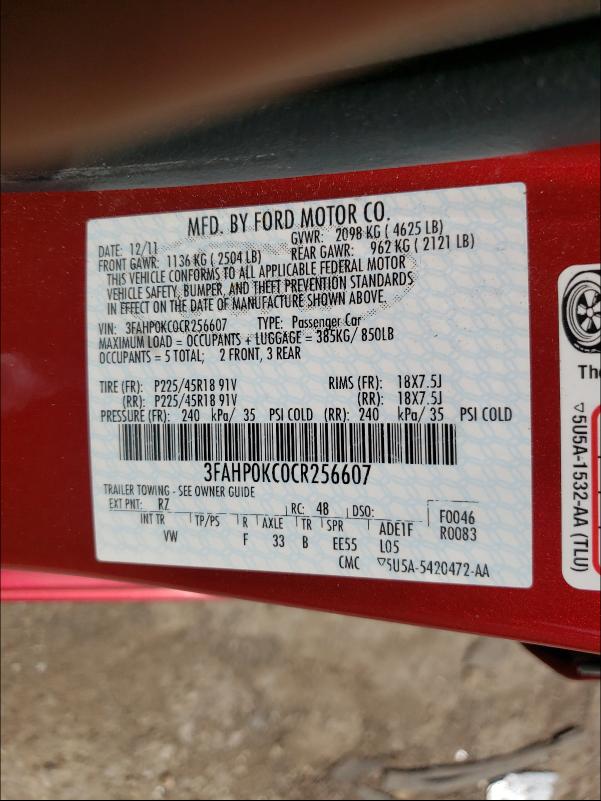 MFD. BY FORD MOTOR CO.
DATE: 12/11 GVWR: 2098 KG ( 4625 LB)
FRONT GAWR: 1136 KG ( 2504 LB) REAR GAWR: 962 KG ( 2121 LB)
THIS VEHICLE CONFORMS TO ALL APPLICABLE FEDERAL MOTOR
VEHICLE SAFETY, BUMPER, AND THEFT PREVENTION STANDARDS
IN EFFECT ON THE DATE OF MANUFACTURE SHOWN ABOVE.
VIN: 3FAHP0KC0CR256607 TYPE: Passenger Car
MAXIMUM LOAD = OCCUPANTS + LUGGAGE = 385KG/ 850LB
OCCUPANTS = 5 TOTAL; 2 FRONT, 3 REAR
TIRE (FR): P225/45R18 91V RIMS (FR): 18X7.5J
(RR): P225/45R18 91V (RR): 18X7.5J
PRESSURE (FR): 240 kPa/ 35 PSI COLD (RR): 240 kPa/ 35 PSI COLD
3FAHP0KC0CR256607
TRAILER TOWING - SEE OWNER GUIDE
EXT PNT: RZ RC: 48 DSO: F0046
INT TR TP/PS R AXLE TR SPR ADE1F R0083
VW F 33 B EE55 L05
CMC ▽5U5A-5420472-AA
The
▽5U5A-1532-AA (TLU)